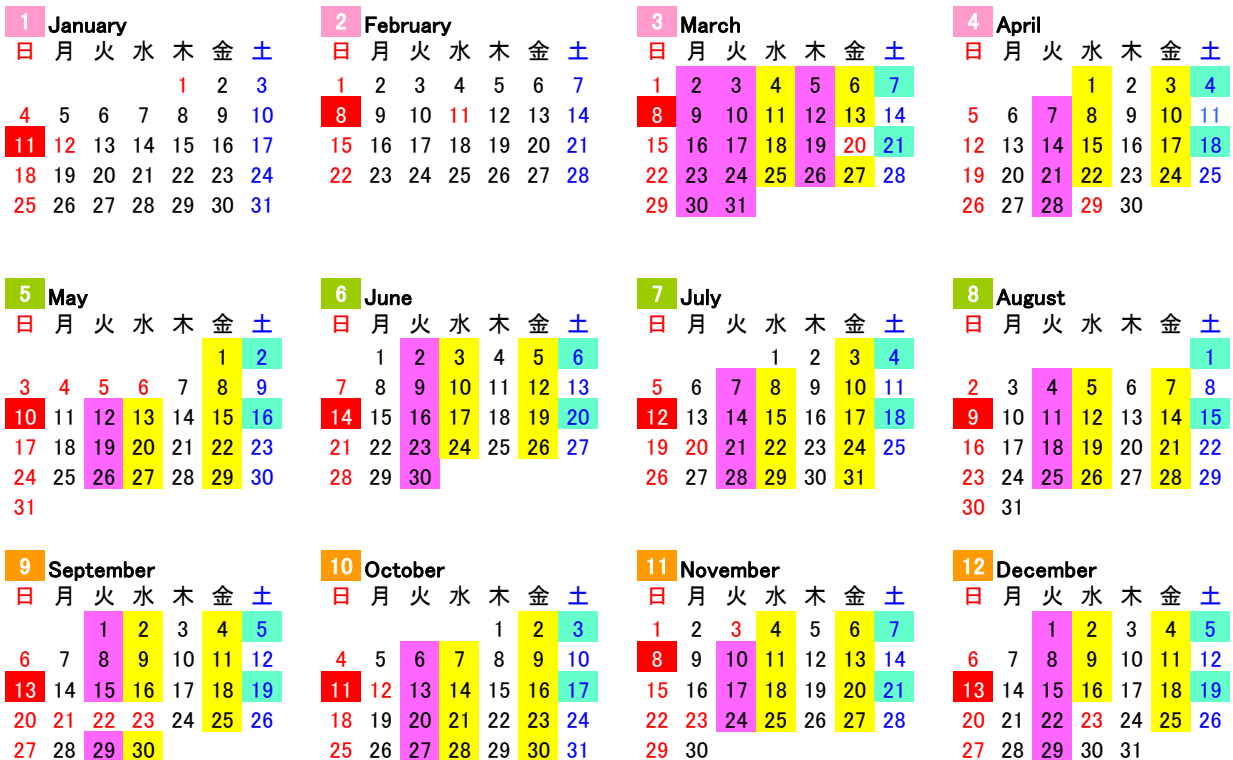 1 January
日 月 火 水 木 金 土
1 2 3
4 5 6 7 8 9 10
11 12 13 14 15 16 17
18 19 20 21 22 23 24
25 26 27 28 29 30 31
2 February
日 月 火 水 木 金 土
1 2 3 4 5 6 7
8 9 10 11 12 13 14
15 16 17 18 19 20 21
22 23 24 25 26 27 28
3 March
日 月 火 水 木 金 土
1 2 3 4 5 6 7
8 9 10 11 12 13 14
15 16 17 18 19 20 21
22 23 24 25 26 27 28
29 30 31
4 April
日 月 火 水 木 金 土
1 2 3 4
5 6 7 8 9 10 11
12 13 14 15 16 17 18
19 20 21 22 23 24 25
26 27 28 29 30
5 May
日 月 火 水 木 金 土
1 2
3 4 5 6 7 8 9
10 11 12 13 14 15 16
17 18 19 20 21 22 23
24 25 26 27 28 29 30
31
6 June
日 月 火 水 木 金 土
1 2 3 4 5 6
7 8 9 10 11 12 13
14 15 16 17 18 19 20
21 22 23 24 25 26 27
28 29 30
7 July
日 月 火 水 木 金 土
1 2 3 4
5 6 7 8 9 10 11
12 13 14 15 16 17 18
19 20 21 22 23 24 25
26 27 28 29 30 31
8 August
日 月 火 水 木 金 土
1
2 3 4 5 6 7 8
9 10 11 12 13 14 15
16 17 18 19 20 21 22
23 24 25 26 27 28 29
30 31
9 September
日 月 火 水 木 金 土
1 2 3 4 5
6 7 8 9 10 11 12
13 14 15 16 17 18 19
20 21 22 23 24 25 26
27 28 29 30
10 October
日 月 火 水 木 金 土
1 2 3
4 5 6 7 8 9 10
11 12 13 14 15 16 17
18 19 20 21 22 23 24
25 26 27 28 29 30 31
11 November
日 月 火 水 木 金 土
1 2 3 4 5 6 7
8 9 10 11 12 13 14
15 16 17 18 19 20 21
22 23 24 25 26 27 28
29 30
12 December
日 月 火 水 木 金 土
1 2 3 4 5
6 7 8 9 10 11 12
13 14 15 16 17 18 19
20 21 22 23 24 25 26
27 28 29 30 31